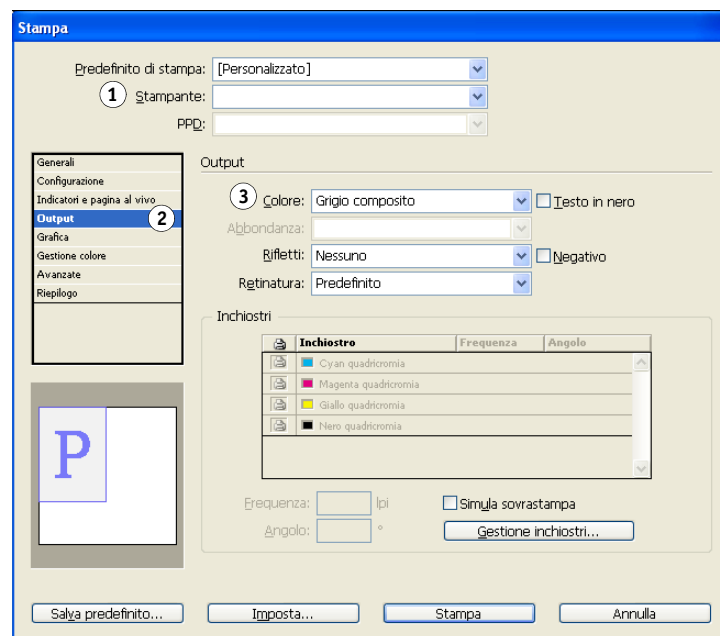 Stampa
Predefinito di stampa: [Personalizzato]
1 Stampante:
PPD:
Generali
Configurazione
Indicatori e pagina al vivo
Output 2
Grafica
Gestione colore
Avanzate
Riepilogo
Output
3 Colore: Grigio composito Testo in nero
Abbondanza:
Rifletti: Nessuno Negativo
Retinatura: Predefinito
Inchiostri
Inchiostro Frequenza Angolo
Cyan quadricromia
Magenta quadricromia
Giallo quadricromia
Nero quadricromia
P
Frequenza: lpi Simula sovrastampa
Angolo: ° Gestione inchiostri...
Salva predefinito... Imposta... Stampa Annulla